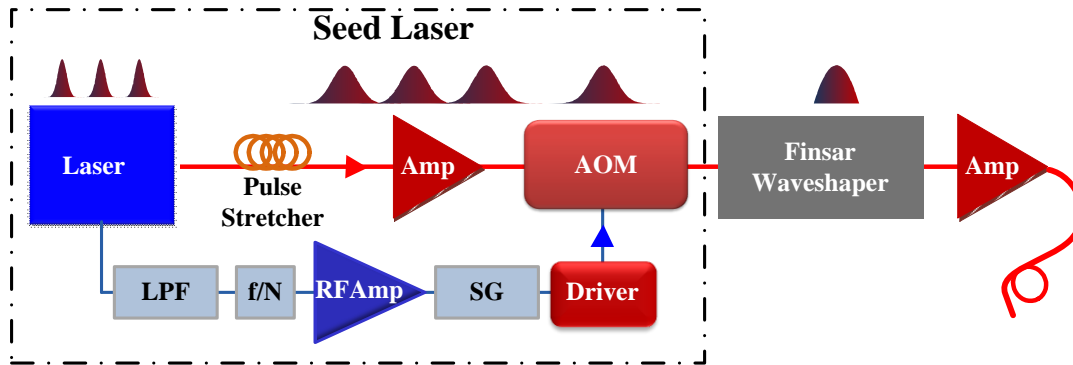 Seed Laser
Laser
Pulse
Stretcher
Amp
AOM
Finsar
Waveshaper
Amp
LPF
f/N
RFAmp
SG
Driver